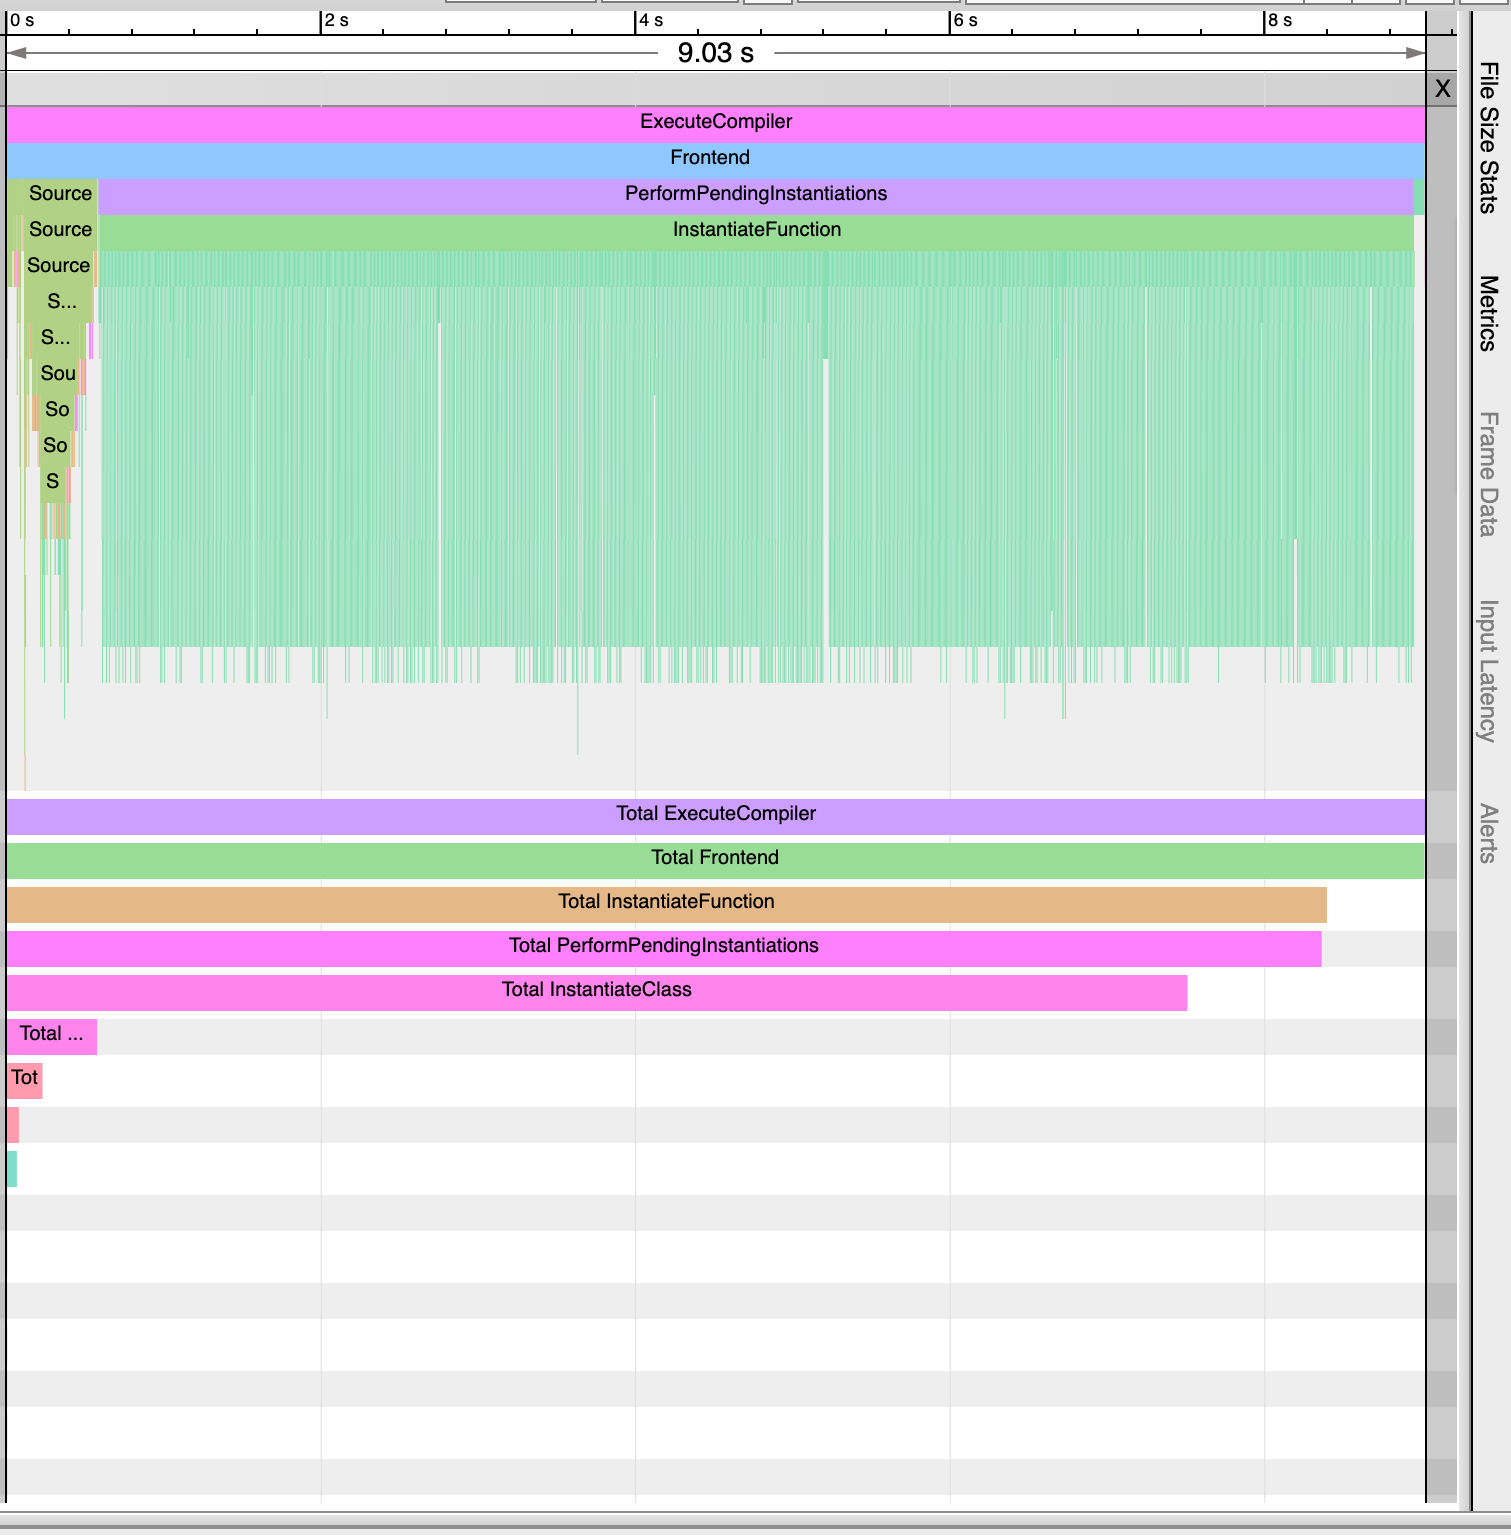 0 s 2 s 4 s 6 s 8 s
9.03 s
X
ExecuteCompiler
Frontend
Source PerformPendingInstantiations
Source InstantiateFunction
Source
S...
S...
Sou
So
So
S
Total ExecuteCompiler
Total Frontend
Total InstantiateFunction
Total PerformPendingInstantiations
Total InstantiateClass
Total ...
Tot
File Size Stats
Metrics
Frame Data
Input Latency
Alerts